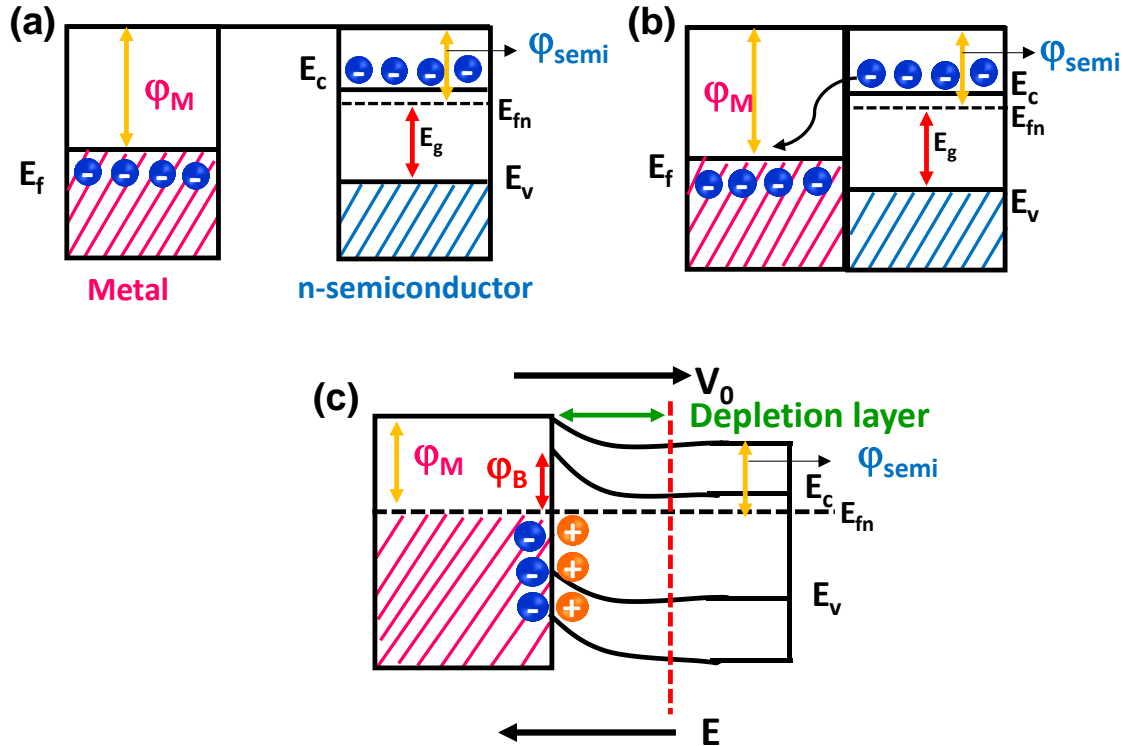 (a)
φM
Ef
Metal
Ec
φsemi
Efn
Eg
Ev
n-semiconductor
(b)
φM
Ef
φsemi
Ec
Efn
Eg
Ev
(c)
V0
Depletion layer
φM
φB
φsemi
Ec
Efn
Ev
E